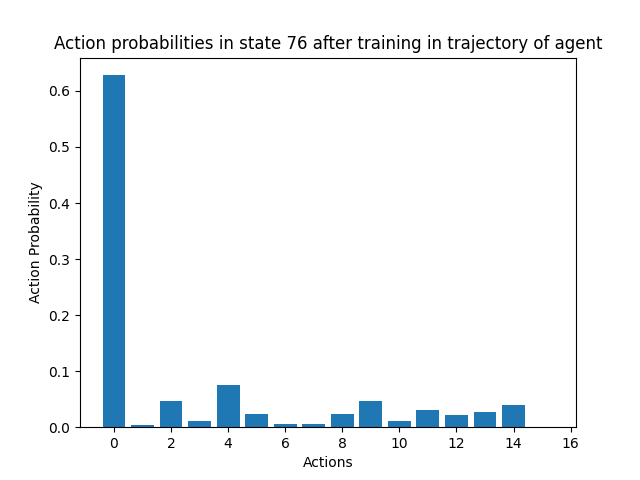 Action probabilities in state 76 after training in trajectory of agent
Action Probability
0.6
0.5
0.4
0.3
0.2
0.1
0.0
0 2 4 6 8 10 12 14 16
Actions